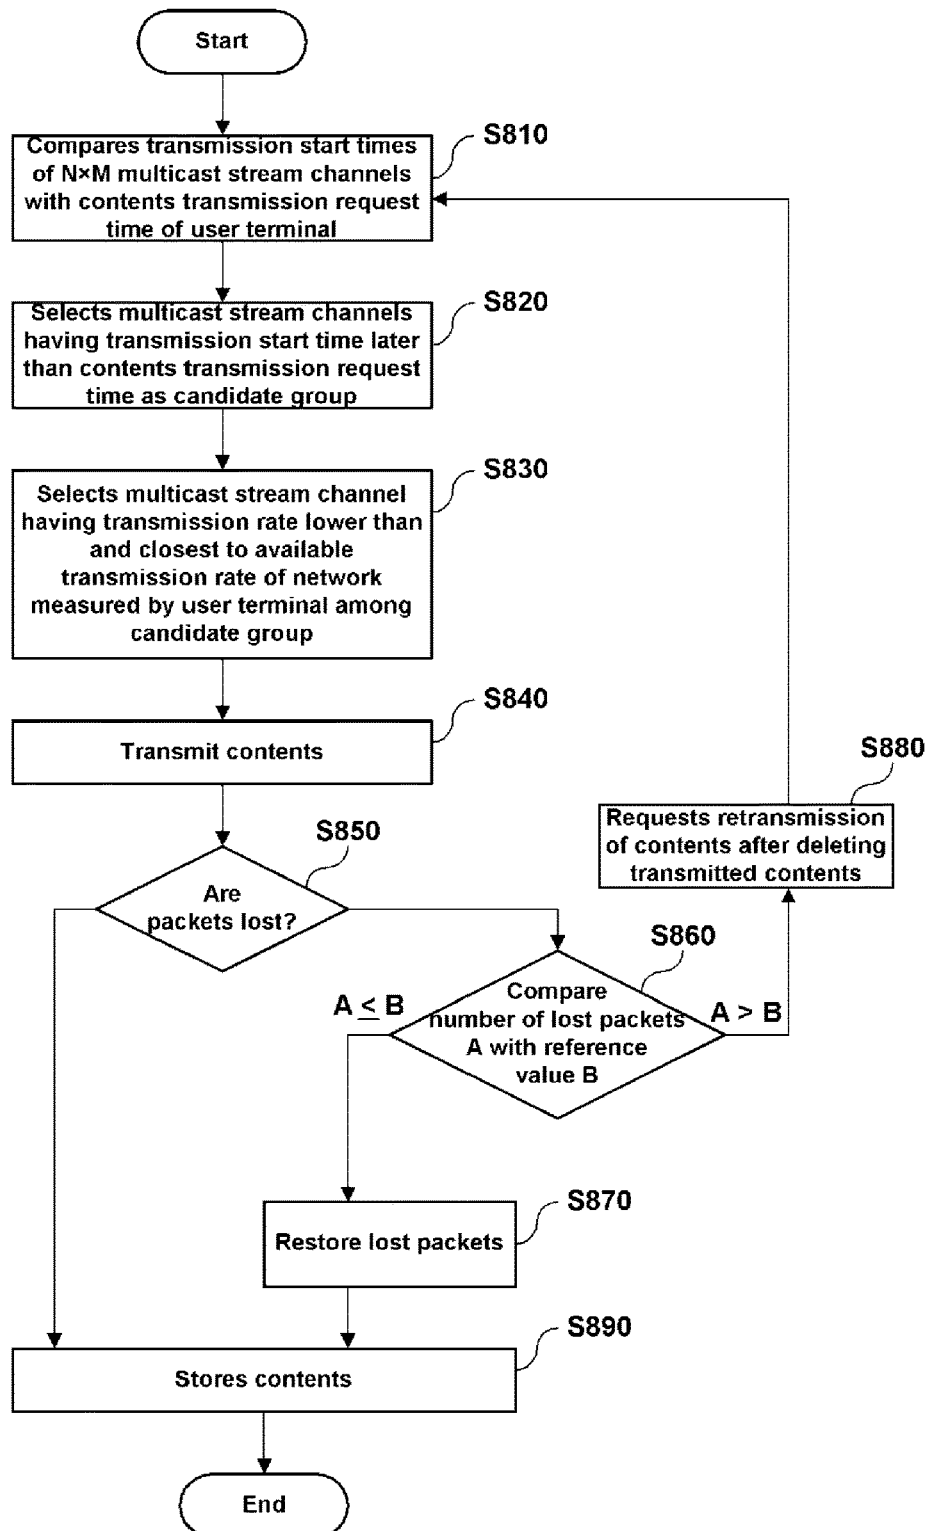 Start
S810
Compares transmission start times
of N×M multicast stream channels
with contents transmission request
time of user terminal
S820
Selects multicast stream channels
having transmission start time later
than contents transmission request
time as candidate group
S830
Selects multicast stream channel
having transmission rate lower than
and closest to available
transmission rate of network
measured by user terminal among
candidate group
S840
Transmit contents
S880
Requests retransmission
of contents after deleting
transmitted contents
S850
Are
packets lost?
S860
A ≤ B
Compare
number of lost packets
A with reference
value B
A > B
S870
Restore lost packets
S890
Stores contents
End